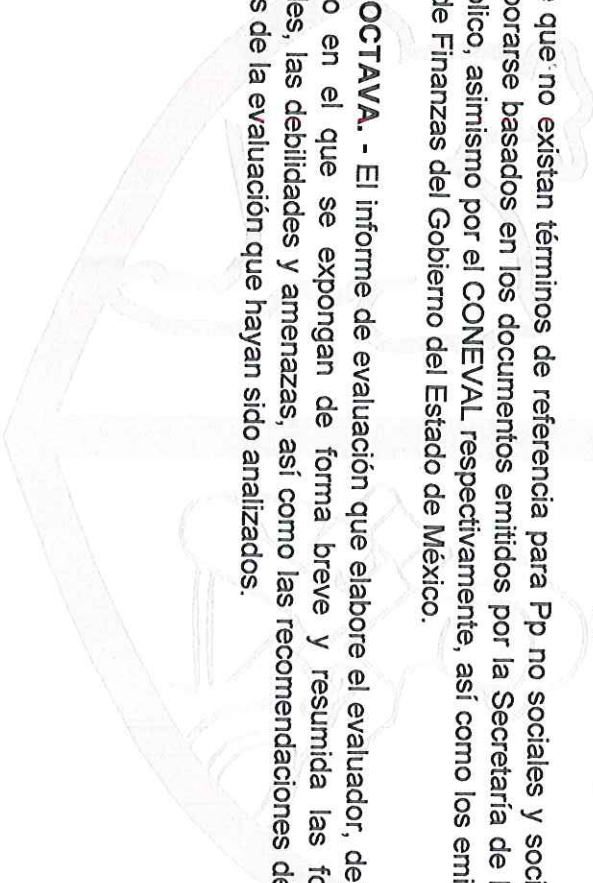 que no existan términos de referencia para Pp no sociales y soci
porarse basados en los documentos emitidos por la Secretaría de
blico, asimismo por el CONEVAL respectivamente, así como los emi
de Finanzas del Gobierno del Estado de México.
OCTAVA. - El informe de evaluación que elabore el evaluador, de
o en el que se expongan de forma breve y resumida las fo
des, las debilidades y amenazas, así como las recomendaciones de
s de la evaluación que hayan sido analizados.